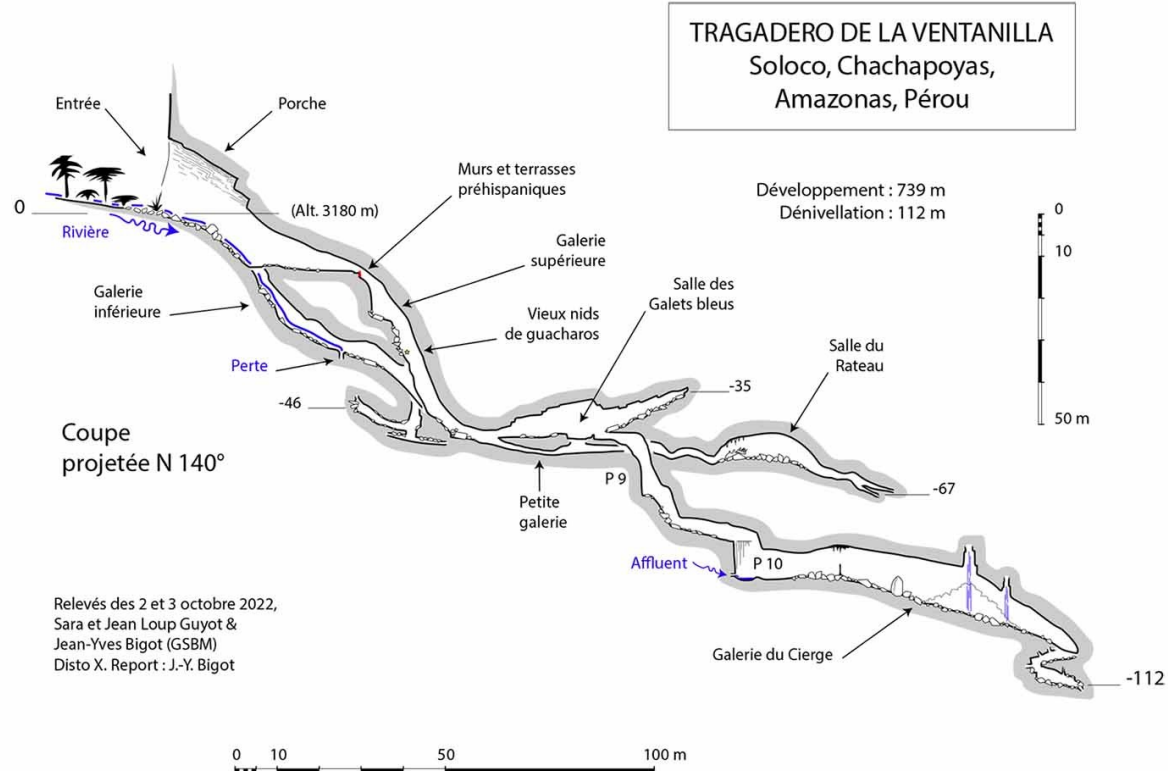 TRAGADERO DE LA VENTANILLA
Soloco, Chachapoyas,
Amazonas, Pérou
Entrée
Porche
Murs et terrasses
préhispaniques
Développement : 739 m
Dénivellation : 112 m
0
(Alt. 3180 m)
0
Rivière
10
Galerie
supérieure
Salle des
Galets bleus
Galerie
inférieure
Vieux nids
de guacharos
Salle du
Rateau
Perte
-35
-46
50 m
Coupe
projetée N 140°
P 9
-67
Petite
galerie
Affluent
P 10
Relevés des 2 et 3 octobre 2022,
Sara et Jean Loup Guyot &
Jean-Yves Bigot (GSBM)
Disto X. Report : J.-Y. Bigot
Galerie du Cierge
-112
0 10 50 100 m